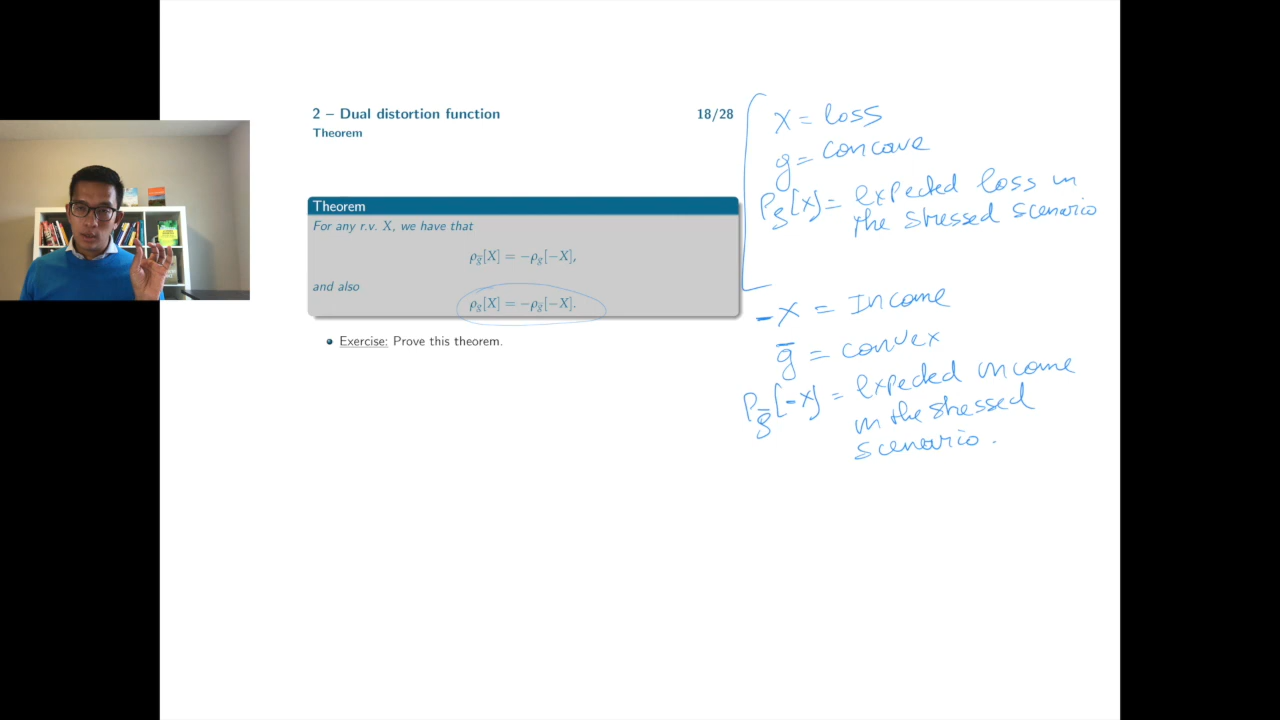 2 – Dual distortion function 18/28
Theorem
Theorem
For any r.v. X, we have that
ρ_ḡ[X] = −ρ_g[−X],
and also
ρ_g[X] = −ρ_ḡ[−X].
Exercise: Prove this theorem.
X = loss
g = concave
ρ_g[X] = expected loss in
the stressed scenario
−X = Income
ḡ = convex
ρ_ḡ[−X] = expected income
in the stressed
scenario.